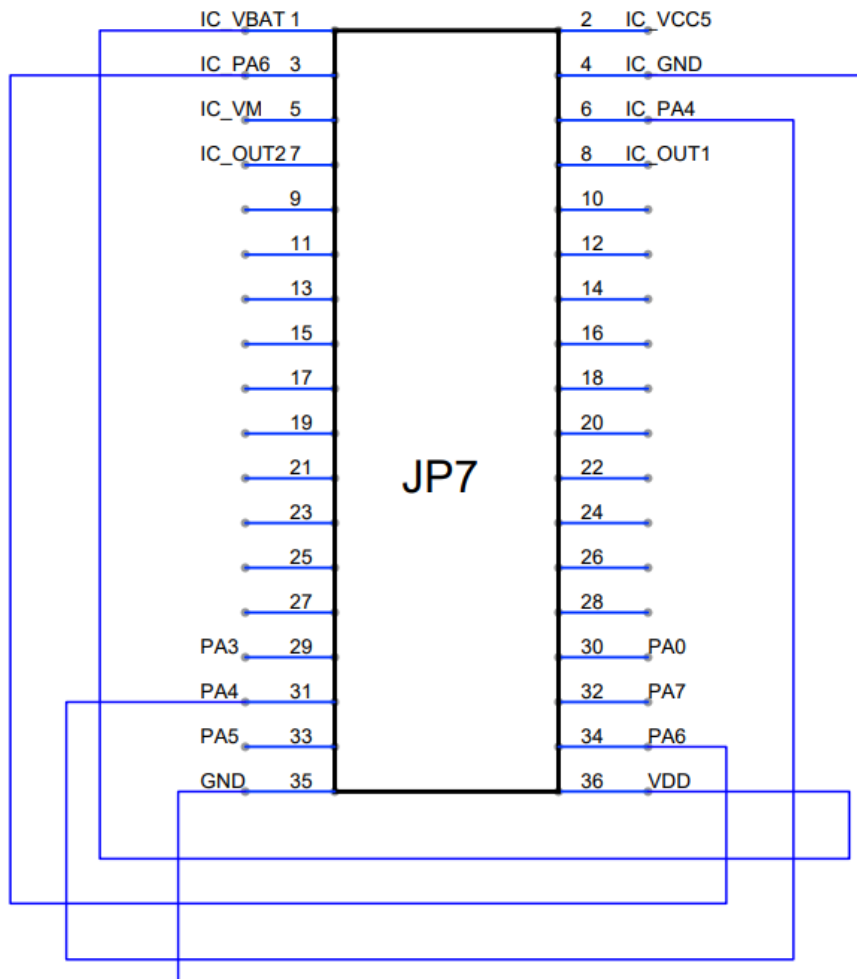 IC_VBAT 1 2 IC_VCC5
IC_PA6 3 4 IC_GND
IC_VM 5 6 IC_PA4
IC_OUT2 7 8 IC_OUT1
9 10
11 12
13 14
15 16
17 18
19 20
21 22
JP7
23 24
25 26
27 28
PA3 29 30 PA0
PA4 31 32 PA7
PA5 33 34 PA6
GND 35 36 VDD